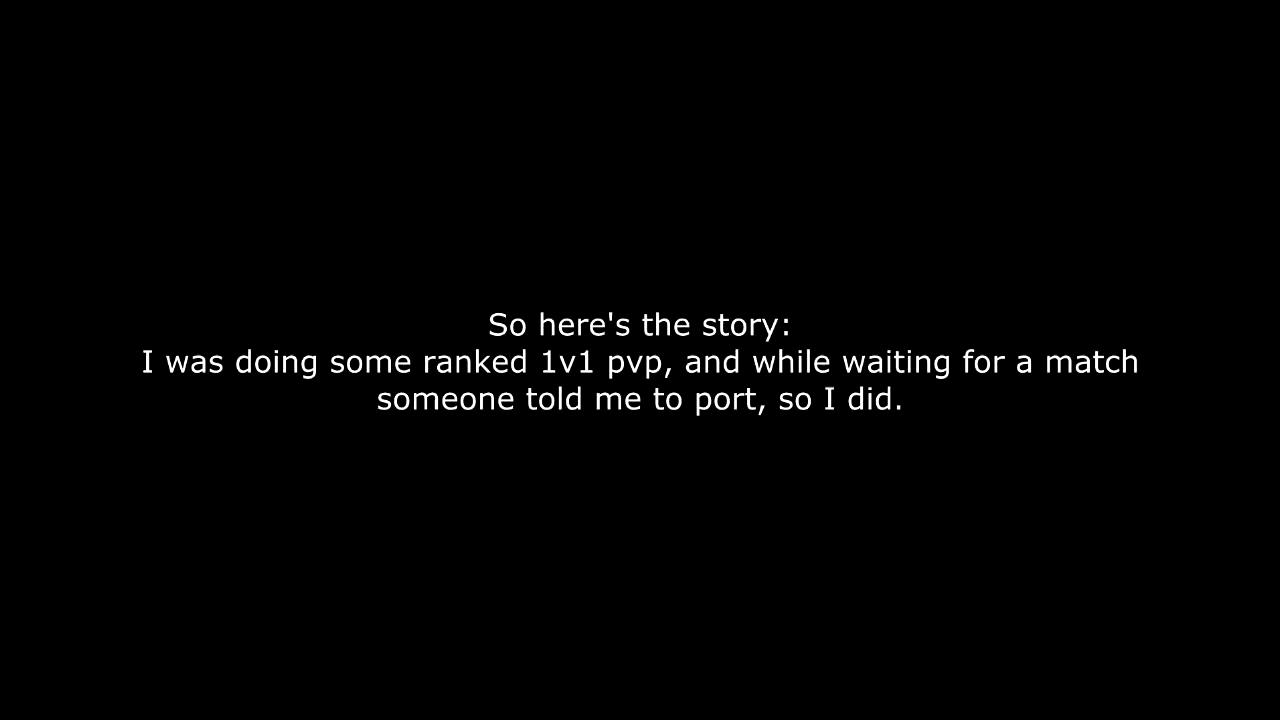 So here's the story:
I was doing some ranked 1v1 pvp, and while waiting for a match
someone told me to port, so I did.